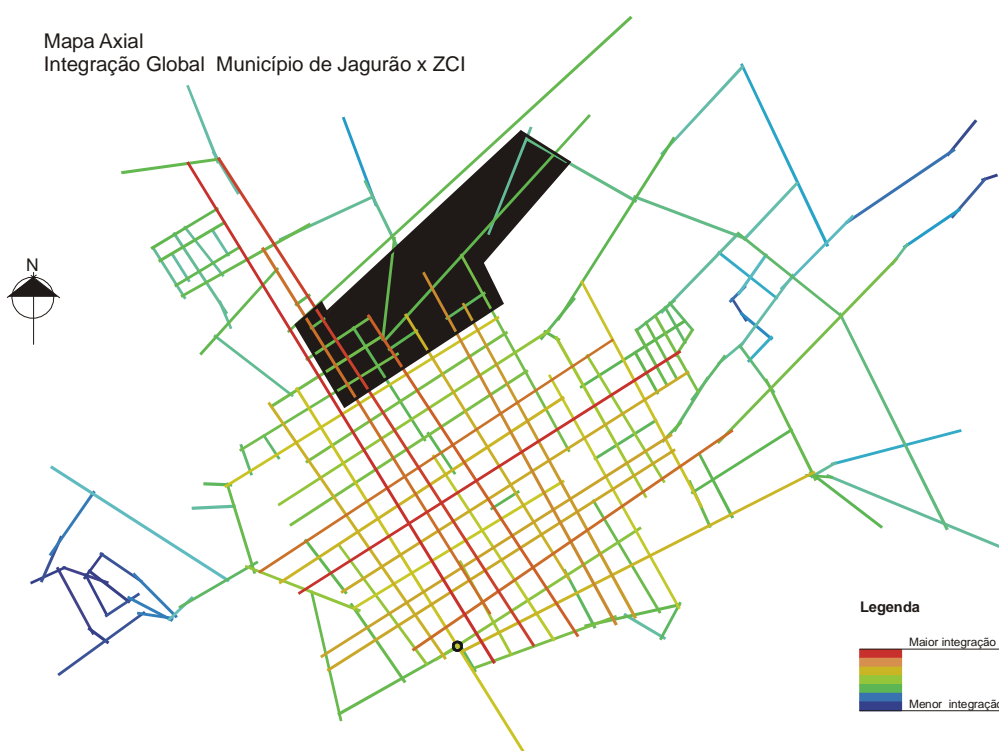 Mapa Axial
Integração Global Município de Jagurão x ZCI
N
Legenda
Maior integração
Menor integração